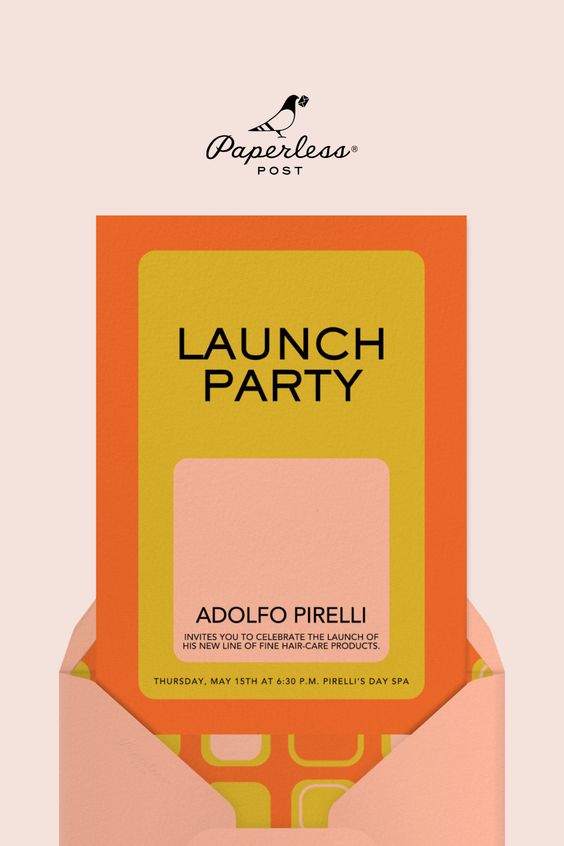 Paperless®
POST
LAUNCH
PARTY
ADOLFO PIRELLI
INVITES YOU TO CELEBRATE THE LAUNCH OF
HIS NEW LINE OF FINE HAIR-CARE PRODUCTS.
THURSDAY, MAY 15TH AT 6:30 P.M. PIRELLI'S DAY SPA